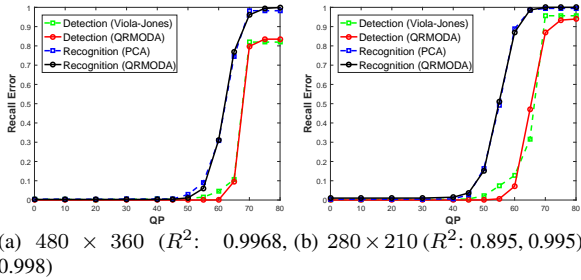 Detection (Viola-Jones)
Detection (QRMODA)
Recognition (PCA)
Recognition (QRMODA)
Recall Error
1
0.9
0.8
0.7
0.6
0.5
0.4
0.3
0.2
0.1
0
0 10 20 30 40 50 60 70 80
QP
Detection (Viola-Jones)
Detection (QRMODA)
Recognition (PCA)
Recognition (QRMODA)
Recall Error
1
0.9
0.8
0.7
0.6
0.5
0.4
0.3
0.2
0.1
0
0 10 20 30 40 50 60 70 80
QP
(a) 480 × 360 (R²: 0.9968,
0.998)
(b) 280 × 210 (R²: 0.895, 0.995)